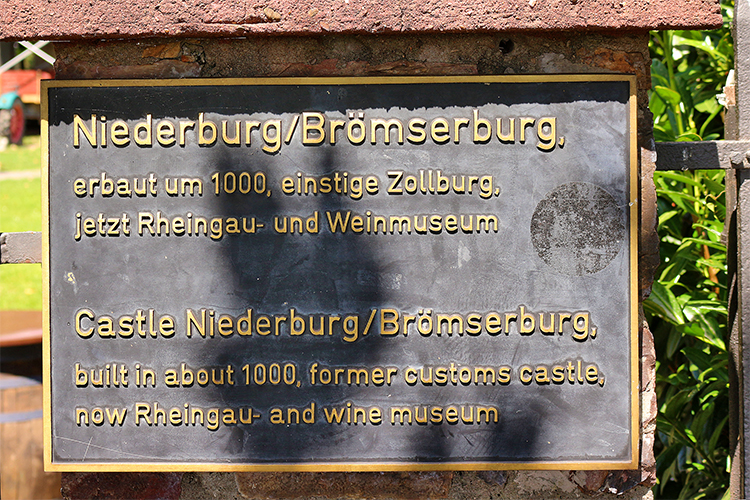 Niederburg/Brömserburg,
erbaut um 1000, einstige Zollburg,
jetzt Rheingau- und Weinmuseum
Castle Niederburg/Brömserburg,
built in about 1000, former customs castle,
now Rheingau- and wine museum